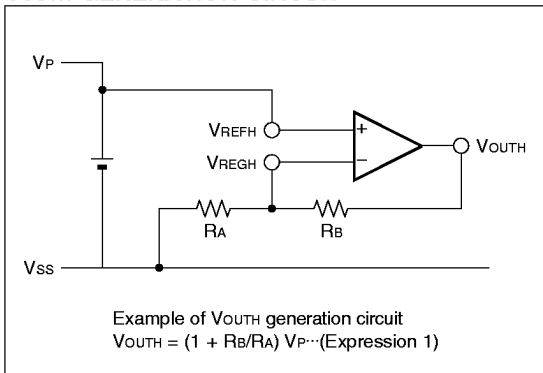 VP
VREFH
+
VOUTH
VREGH
−
RA
RB
VSS
Example of VOUTH generation circuit
VOUTH = (1 + RB/RA) VP···(Expression 1)